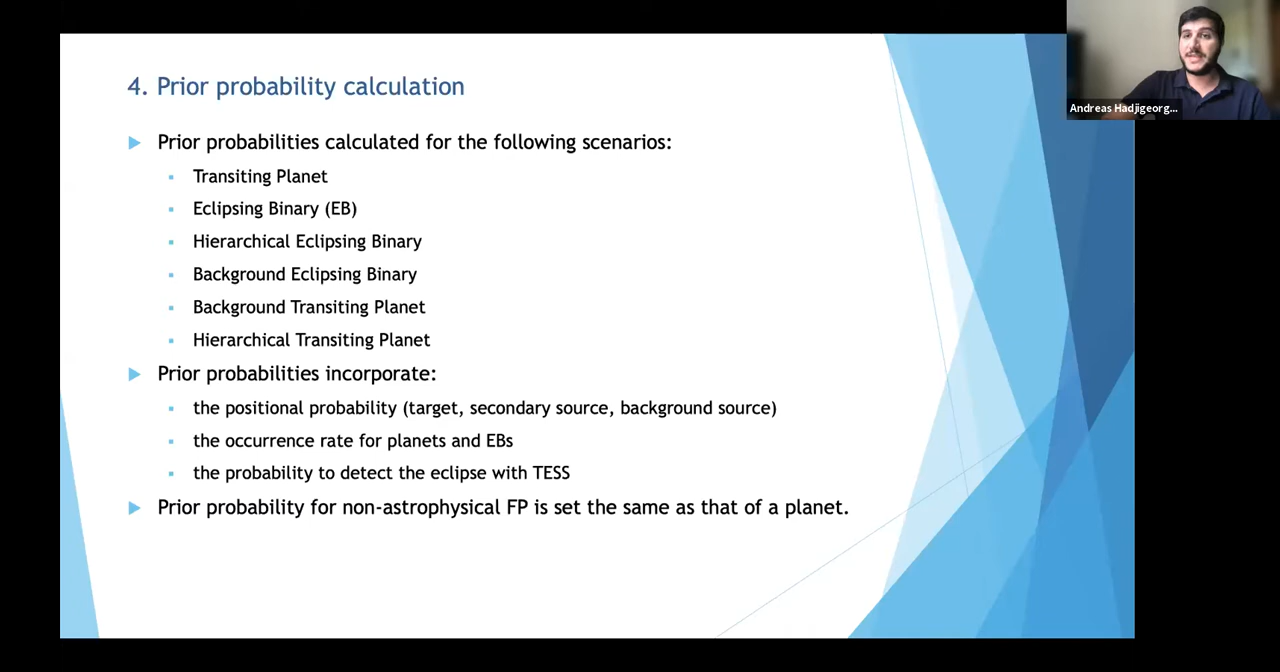 4. Prior probability calculation
Prior probabilities calculated for the following scenarios:
Transiting Planet
Eclipsing Binary (EB)
Hierarchical Eclipsing Binary
Background Eclipsing Binary
Background Transiting Planet
Hierarchical Transiting Planet
Prior probabilities incorporate:
the positional probability (target, secondary source, background source)
the occurrence rate for planets and EBs
the probability to detect the eclipse with TESS
Prior probability for non-astrophysical FP is set the same as that of a planet.
Andreas Hadjigeorg...